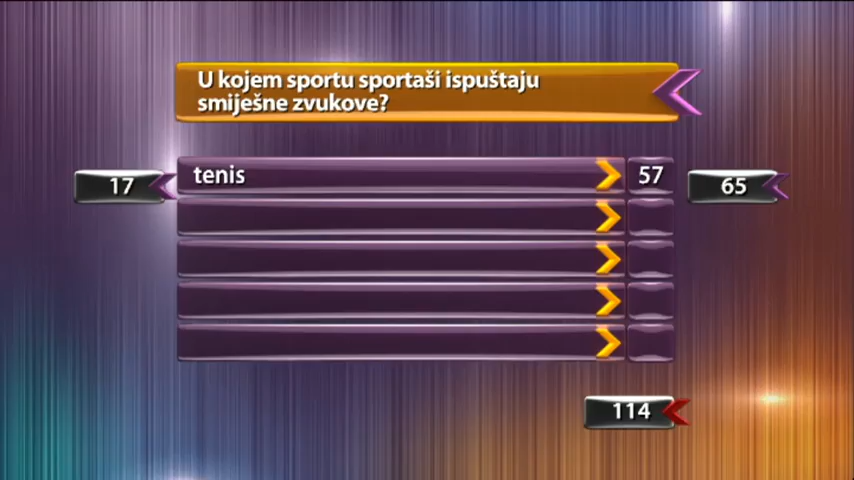 U kojem sportu sportaši ispuštaju
smiješne zvukove?
17
tenis
57
65
114